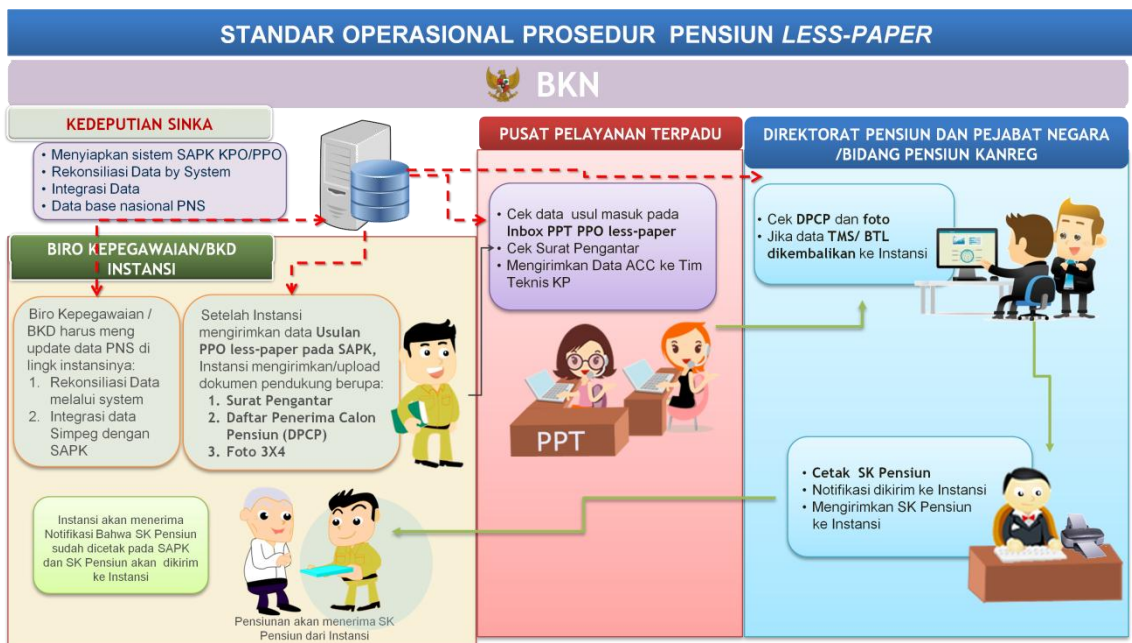 STANDAR OPERASIONAL PROSEDUR PENSIUN LESS-PAPER
BKN
KEDEPUTIAN SINKA
• Menyiapkan sistem SAPK KPO/PPO
• Rekonsiliasi Data by System
• Integrasi Data
• Data base nasional PNS
BIRO KEPEGAWAIAN/BKD
INSTANSI
Biro Kepegawaian /
BKD harus meng
update data PNS di
lingk instansinya:
1. Rekonsiliasi Data
melalui system
2. Integrasi data
Simpeg dengan
SAPK
Setelah Instansi
mengirimkan data Usulan
PPO less-paper pada SAPK,
Instansi mengirimkan/upload
dokumen pendukung berupa:
1. Surat Pengantar
2. Daftar Penerima Calon
Pensiun (DPCP)
3. Foto 3X4
Instansi akan menerima
Notifikasi Bahwa SK Pensiun
sudah dicetak pada SAPK
dan SK Pensiun akan dikirim
ke Instansi
Pensiunan akan menerima SK
Pensiun dari Instansi
PUSAT PELAYANAN TERPADU
• Cek data usul masuk pada
Inbox PPT PPO less-paper
• Cek Surat Pengantar
• Mengirimkan Data ACC ke Tim
Teknis KP
PPT
DIREKTORAT PENSIUN DAN PEJABAT NEGARA
/BIDANG PENSIUN KANREG
• Cek DPCP dan foto
• Jika data TMS/ BTL
dikembalikan ke Instansi
• Cetak SK Pensiun
• Notifikasi dikirim ke Instansi
• Mengirimkan SK Pensiun
ke Instansi